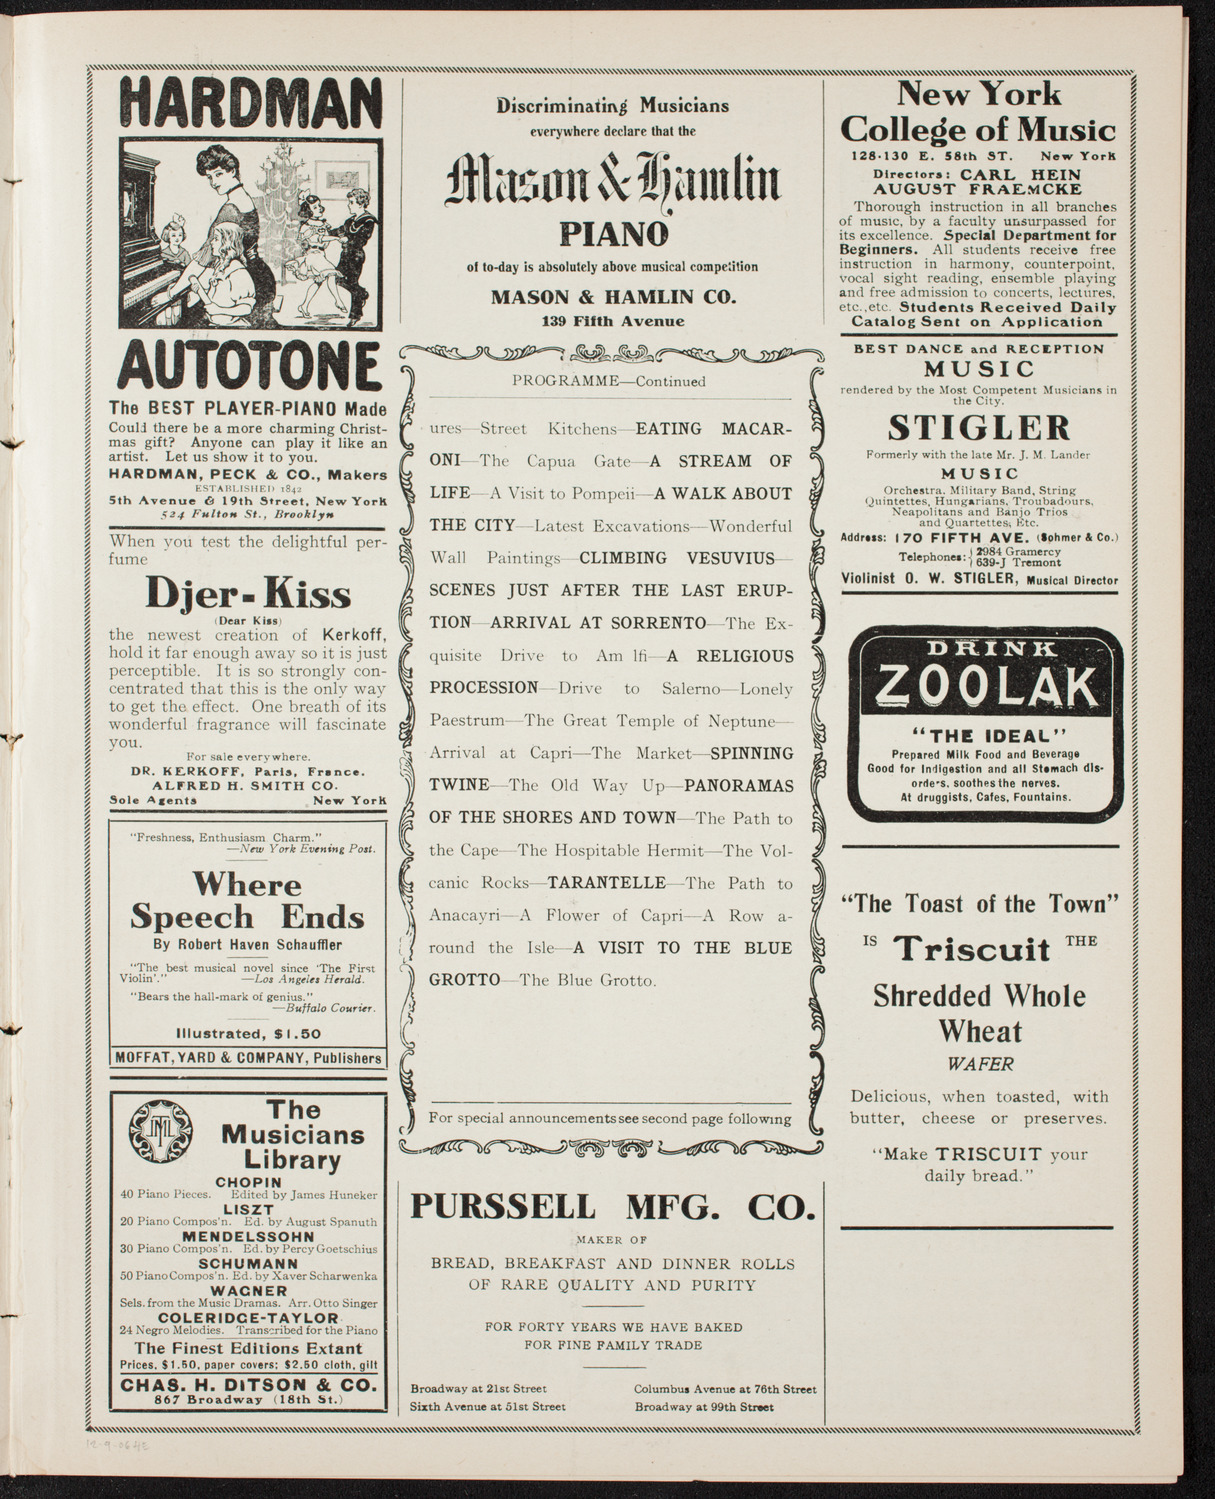 HARDMAN
AUTOTONE
The BEST PLAYER-PIANO Made
Could there be a more charming Christ-
mas gift? Anyone can play it like an
artist. Let us show it to you.
HARDMAN, PECK & CO., Makers
ESTABLISHED 1842
5th Avenue & 19th Street, New York
524 Fulton St., Brooklyn
When you test the delightful per-
fume
Djer-Kiss
(Dear Kiss)
the newest creation of Kerkoff,
hold it far enough away so it is just
perceptible. It is so strongly con-
centrated that this is the only way
to get the effect. One breath of its
wonderful fragrance will fascinate
you.
For sale everywhere.
DR. KERKOFF, Paris, France.
ALFRED H. SMITH CO.
Sole Agents New York
"Freshness, Enthusiasm Charm."
—New York Evening Post.
Where
Speech Ends
By Robert Haven Schauffler
"The best musical novel since 'The First
Violin'." —Los Angeles Herald.
"Bears the hall-mark of genius."
—Buffalo Courier.
Illustrated, $1.50
MOFFAT, YARD & COMPANY, Publishers
The
Musicians
Library
CHOPIN
40 Piano Pieces. Edited by James Huneker
LISZT
20 Piano Compos'n. Ed. by August Spanuth
MENDELSSOHN
30 Piano Compos'n. Ed. by Percy Goetschius
SCHUMANN
50 Piano Compos'n. Ed. by Xaver Scharwenka
WAGNER
Sels. from the Music Dramas. Arr. Otto Singer
COLERIDGE-TAYLOR
24 Negro Melodies. Transcribed for the Piano
The Finest Editions Extant
Prices, $1.50, paper covers; $2.50 cloth, gilt
CHAS. H. DITSON & CO.
867 Broadway (18th St.)
Discriminating Musicians
everywhere declare that the
Mason & Hamlin
PIANO
of to-day is absolutely above musical competition
MASON & HAMLIN CO.
139 Fifth Avenue
PROGRAMME—Continued
ures—Street Kitchens—EATING MACAR-
ONI—The Capua Gate—A STREAM OF
LIFE—A Visit to Pompeii—A WALK ABOUT
THE CITY—Latest Excavations—Wonderful
Wall Paintings—CLIMBING VESUVIUS—
SCENES JUST AFTER THE LAST ERUP-
TION—ARRIVAL AT SORRENTO—The Ex-
quisite Drive to Am lfi—A RELIGIOUS
PROCESSION—Drive to Salerno—Lonely
Paestrum—The Great Temple of Neptune—
Arrival at Capri—The Market—SPINNING
TWINE—The Old Way Up—PANORAMAS
OF THE SHORES AND TOWN—The Path to
the Cape—The Hospitable Hermit—The Vol-
canic Rocks—TARANTELLE—The Path to
Anacayri—A Flower of Capri—A Row a-
round the Isle—A VISIT TO THE BLUE
GROTTO—The Blue Grotto.
For special announcements see second page following
PURSSELL MFG. CO.
MAKER OF
BREAD, BREAKFAST AND DINNER ROLLS
OF RARE QUALITY AND PURITY
FOR FORTY YEARS WE HAVE BAKED
FOR FINE FAMILY TRADE
Broadway at 21st Street Columbus Avenue at 76th Street
Sixth Avenue at 51st Street Broadway at 99th Street
New York
College of Music
128-130 E. 58th ST. New York
Directors: CARL HEIN
AUGUST FRAEMCKE
Thorough instruction in all branches
of music, by a faculty unsurpassed for
its excellence. Special Department for
Beginners. All students receive free
instruction in harmony, counterpoint,
vocal sight reading, ensemble playing
and free admission to concerts, lectures,
etc., etc. Students Received Daily
Catalog Sent on Application
BEST DANCE and RECEPTION
MUSIC
rendered by the Most Competent Musicians in
the City.
STIGLER
Formerly with the late Mr. J. M. Lander
MUSIC
Orchestra, Military Band, String
Quintettes, Hungarians, Troubadours,
Neapolitans and Banjo Trios
and Quartettes, Etc.
Address: 170 FIFTH AVE. (Sohmer & Co.)
Telephones: { 2984 Gramercy
639-J Tremont
Violinist O. W. STIGLER, Musical Director
DRINK
ZOOLAK
"THE IDEAL"
Prepared Milk Food and Beverage
Good for Indigestion and all Stomach dis-
orders, soothes the nerves.
At druggists, Cafes, Fountains.
"The Toast of the Town"
IS Triscuit THE
Shredded Whole
Wheat
WAFER
Delicious, when toasted, with
butter, cheese or preserves.
"Make TRISCUIT your
daily bread."